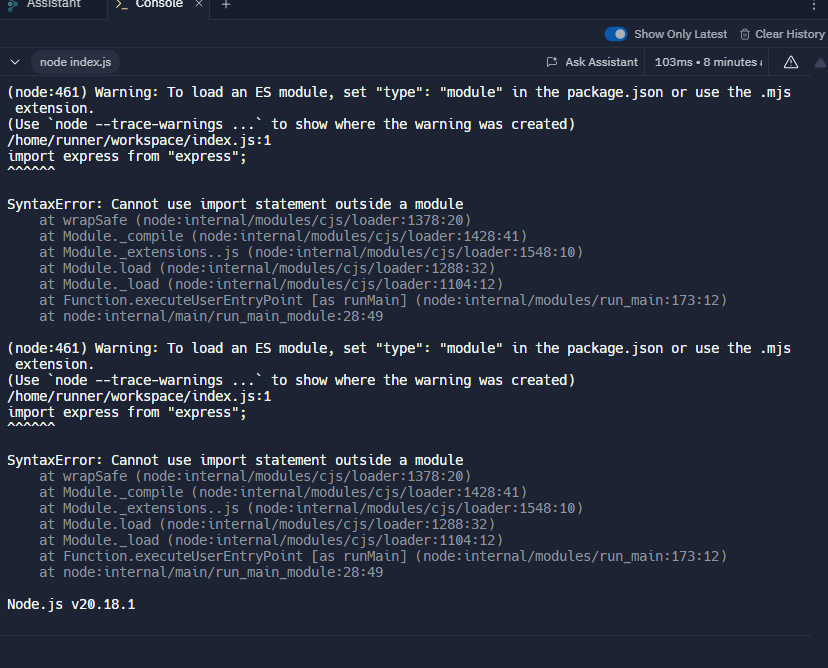 Assistant
Console
Show Only Latest
Clear History
node index.js
Ask Assistant
103ms • 8 minutes
(node:461) Warning: To load an ES module, set "type": "module" in the package.json or use the .mjs
extension.
(Use `node --trace-warnings ...` to show where the warning was created)
/home/runner/workspace/index.js:1
import express from "express";
^^^^^^
SyntaxError: Cannot use import statement outside a module
at wrapSafe (node:internal/modules/cjs/loader:1378:20)
at Module._compile (node:internal/modules/cjs/loader:1428:41)
at Module._extensions..js (node:internal/modules/cjs/loader:1548:10)
at Module.load (node:internal/modules/cjs/loader:1288:32)
at Module._load (node:internal/modules/cjs/loader:1104:12)
at Function.executeUserEntryPoint [as runMain] (node:internal/modules/run_main:173:12)
at node:internal/main/run_main_module:28:49
(node:461) Warning: To load an ES module, set "type": "module" in the package.json or use the .mjs
extension.
(Use `node --trace-warnings ...` to show where the warning was created)
/home/runner/workspace/index.js:1
import express from "express";
^^^^^^
SyntaxError: Cannot use import statement outside a module
at wrapSafe (node:internal/modules/cjs/loader:1378:20)
at Module._compile (node:internal/modules/cjs/loader:1428:41)
at Module._extensions..js (node:internal/modules/cjs/loader:1548:10)
at Module.load (node:internal/modules/cjs/loader:1288:32)
at Module._load (node:internal/modules/cjs/loader:1104:12)
at Function.executeUserEntryPoint [as runMain] (node:internal/modules/run_main:173:12)
at node:internal/main/run_main_module:28:49
Node.js v20.18.1